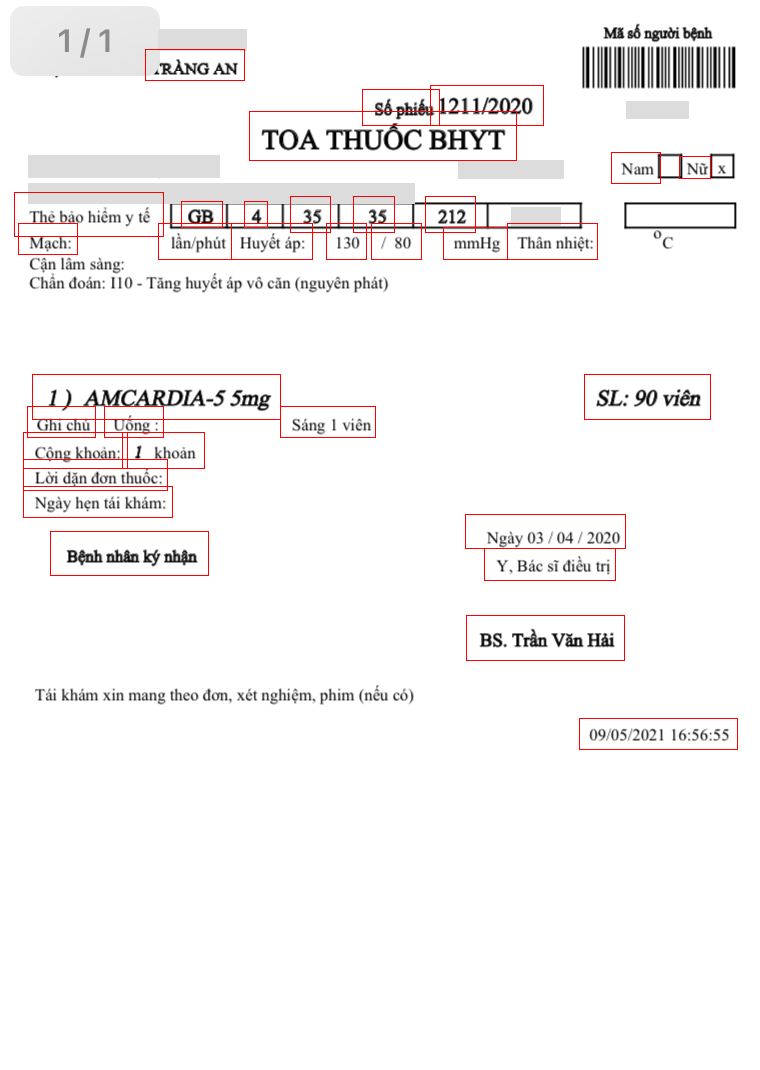 1/1
TRÀNG AN
Mã số người bệnh
Số phiếu 1211/2020
TOA THUỐC BHYT
Nam Nữ x
Thẻ bảo hiểm y tế GB 4 35 35 212
Mạch: lần/phút Huyết áp: 130 / 80 mmHg Thân nhiệt: °C
Cận lâm sàng:
Chẩn đoán: I10 - Tăng huyết áp vô căn (nguyên phát)
1 ) AMCARDIA-5 5mg SL: 90 viên
Ghi chú Uống : Sáng 1 viên
Cộng khoản: 1 khoản
Lời dặn đơn thuốc:
Ngày hẹn tái khám:
Ngày 03 / 04 / 2020
Bệnh nhân ký nhận Y, Bác sĩ điều trị
BS. Trần Văn Hải
Tái khám xin mang theo đơn, xét nghiệm, phim (nếu có)
09/05/2021 16:56:55